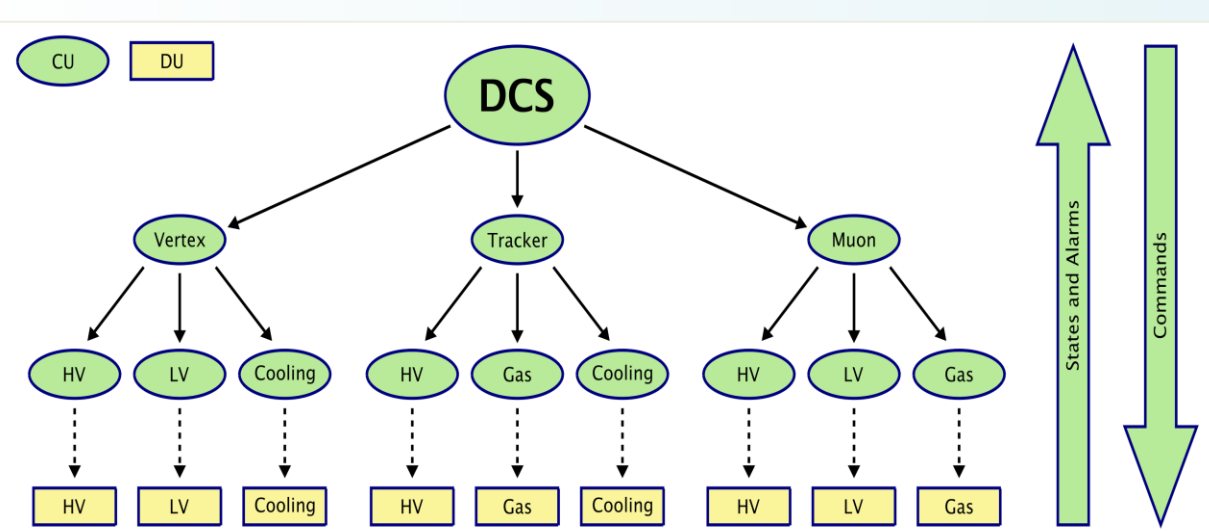 CU
DU
DCS
Vertex
Tracker
Muon
HV
LV
Cooling
HV
Gas
Cooling
HV
LV
Gas
HV
LV
Cooling
HV
Gas
Cooling
HV
LV
Gas
States and Alarms
Commands